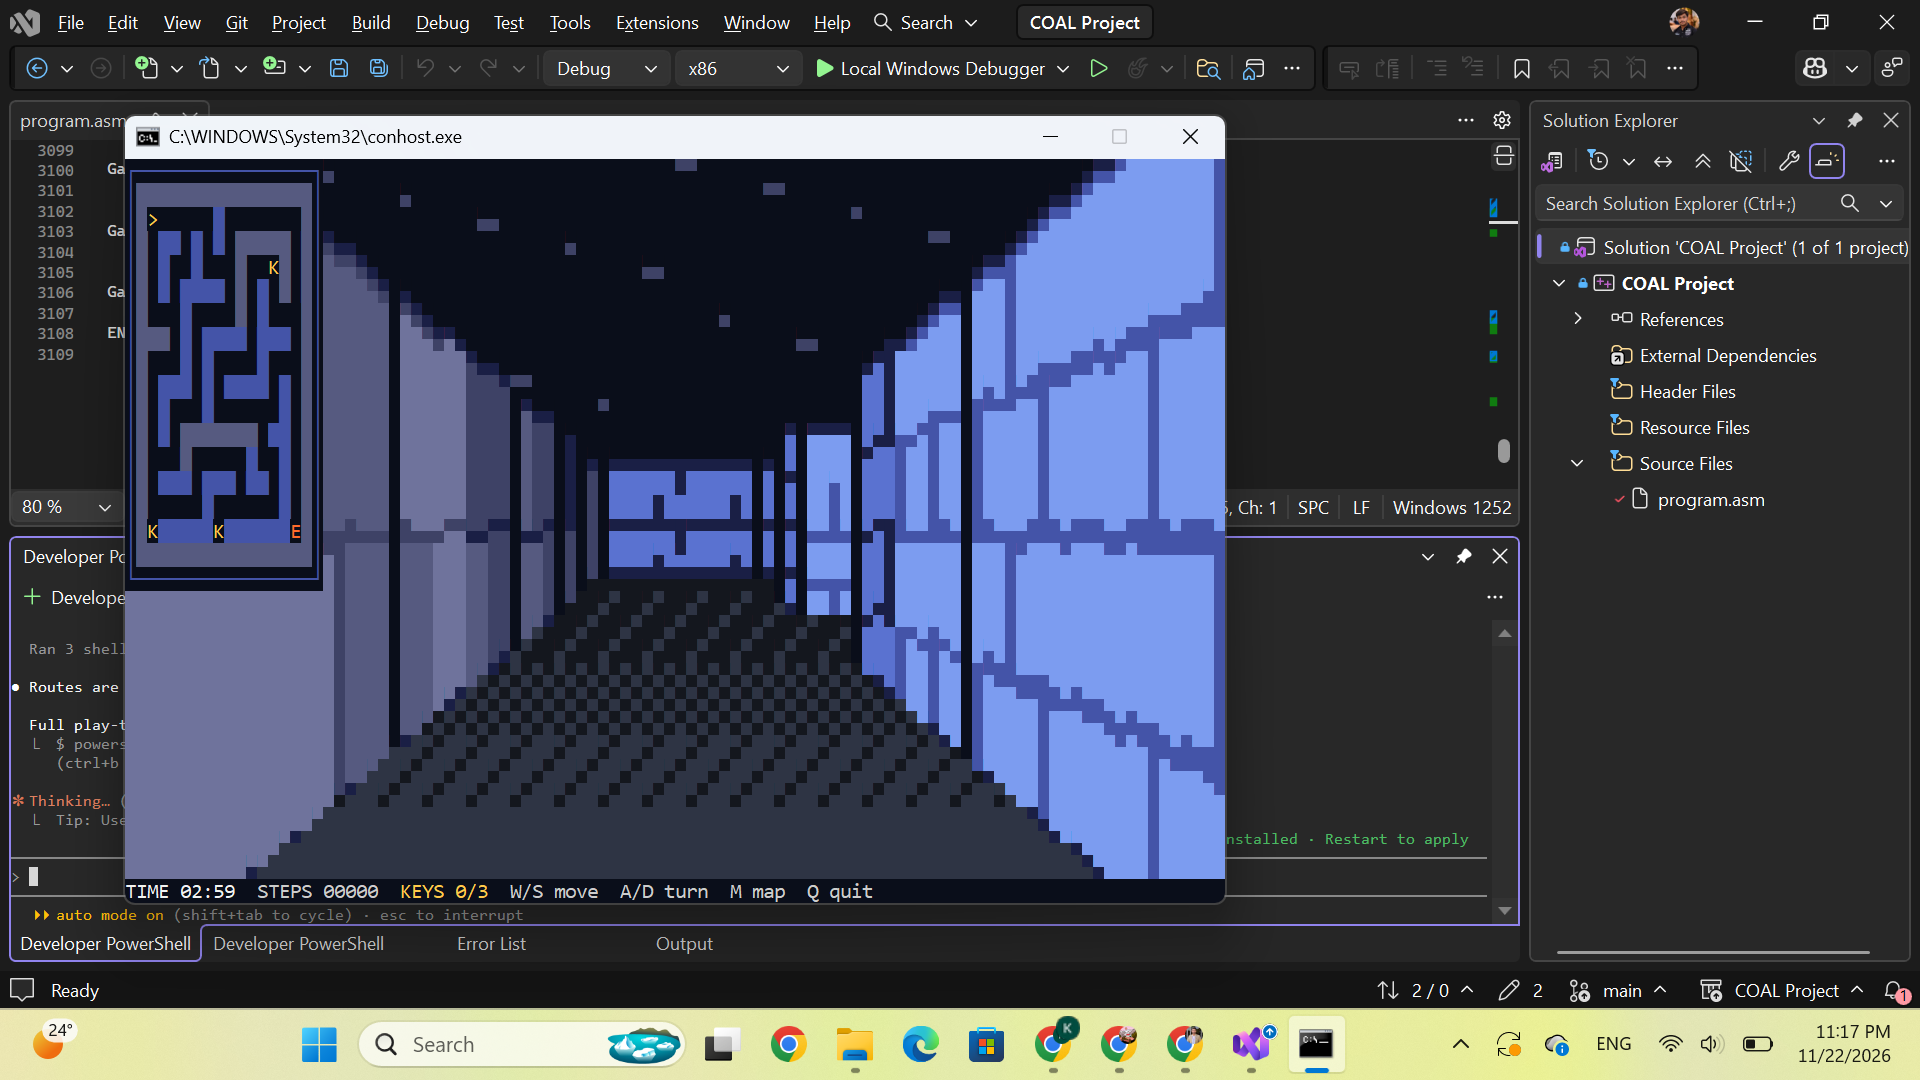 File Edit View Git Project Build Debug Test Tools Extensions Window Help Search COAL Project
Debug x86 Local Windows Debugger
program.asm
C:\WINDOWS\System32\conhost.exe
3099
3100 Ga
3101
3102
3103 Ga
3104
3105
3106 Ga
3107
3108 EN
3109
>
K
K K E
80 %
Ch: 1 SPC LF Windows 1252
TIME 02:59 STEPS 00000 KEYS 0/3 W/S move A/D turn M map Q quit
Developer Po
+ Develope
Ran 3 shell
● Routes are
Full play-t
└ $ powers
(ctrl+b
✻ Thinking… (
└ Tip: Use
nstalled · Restart to apply
>
auto mode on (shift+tab to cycle) · esc to interrupt
Developer PowerShell Developer PowerShell Error List Output
Solution Explorer
Search Solution Explorer (Ctrl+;)
Solution 'COAL Project' (1 of 1 project)
COAL Project
References
External Dependencies
Header Files
Resource Files
Source Files
program.asm
Ready 2 / 0 2 main COAL Project 1
24°
Search
K
ENG
11:17 PM
11/22/2026